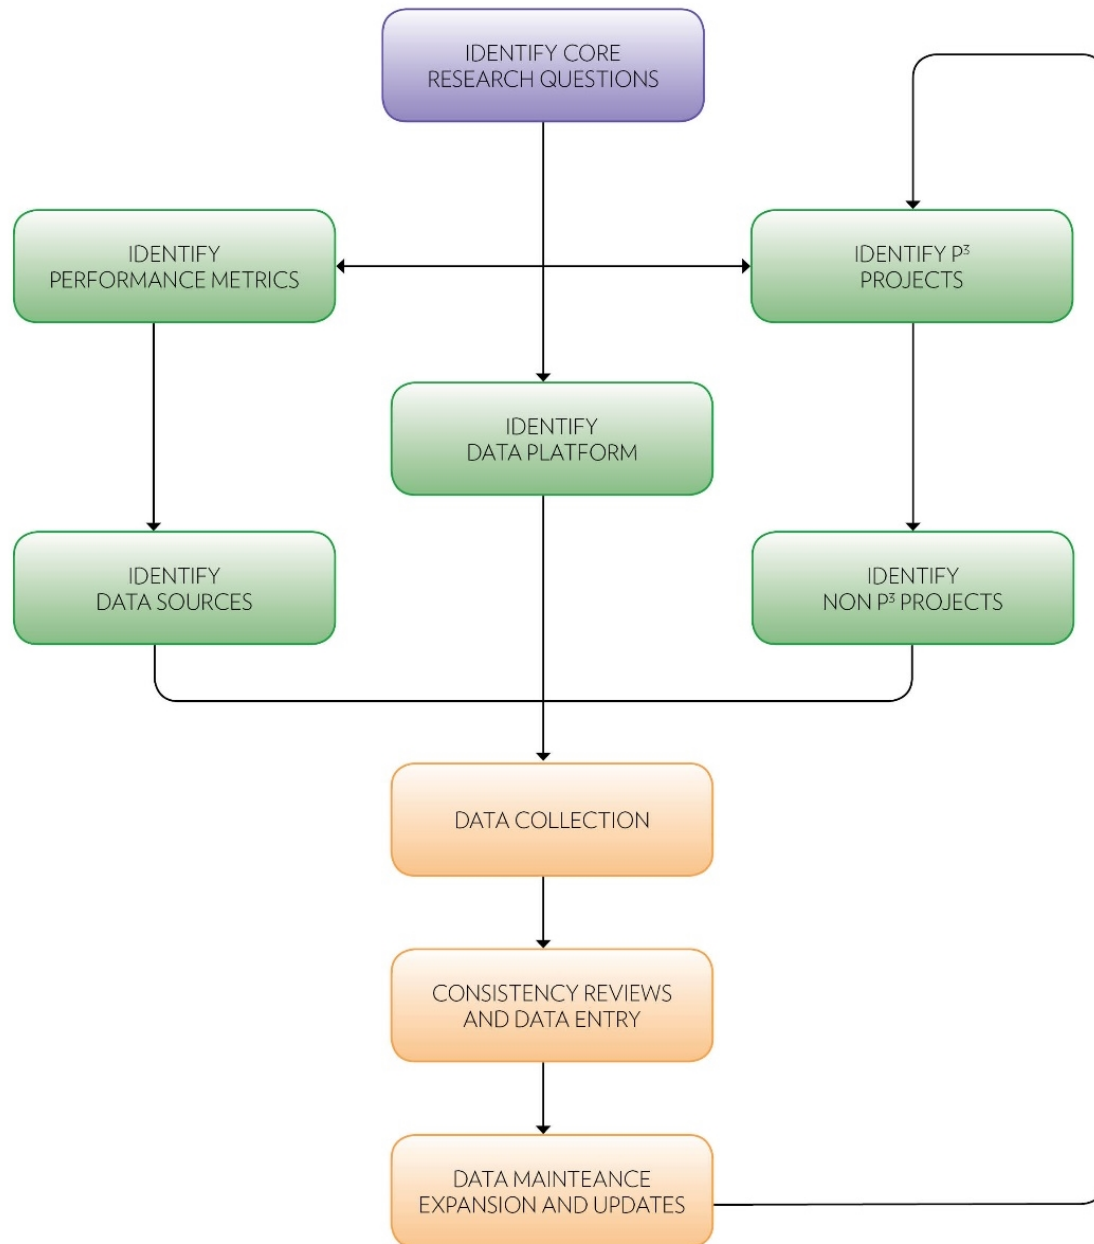 IDENTIFY CORE
RESEARCH QUESTIONS
IDENTIFY
PERFORMANCE METRICS
IDENTIFY P³
PROJECTS
IDENTIFY
DATA PLATFORM
IDENTIFY
DATA SOURCES
IDENTIFY
NON P³ PROJECTS
DATA COLLECTION
CONSISTENCY REVIEWS
AND DATA ENTRY
DATA MAINTEANCE
EXPANSION AND UPDATES